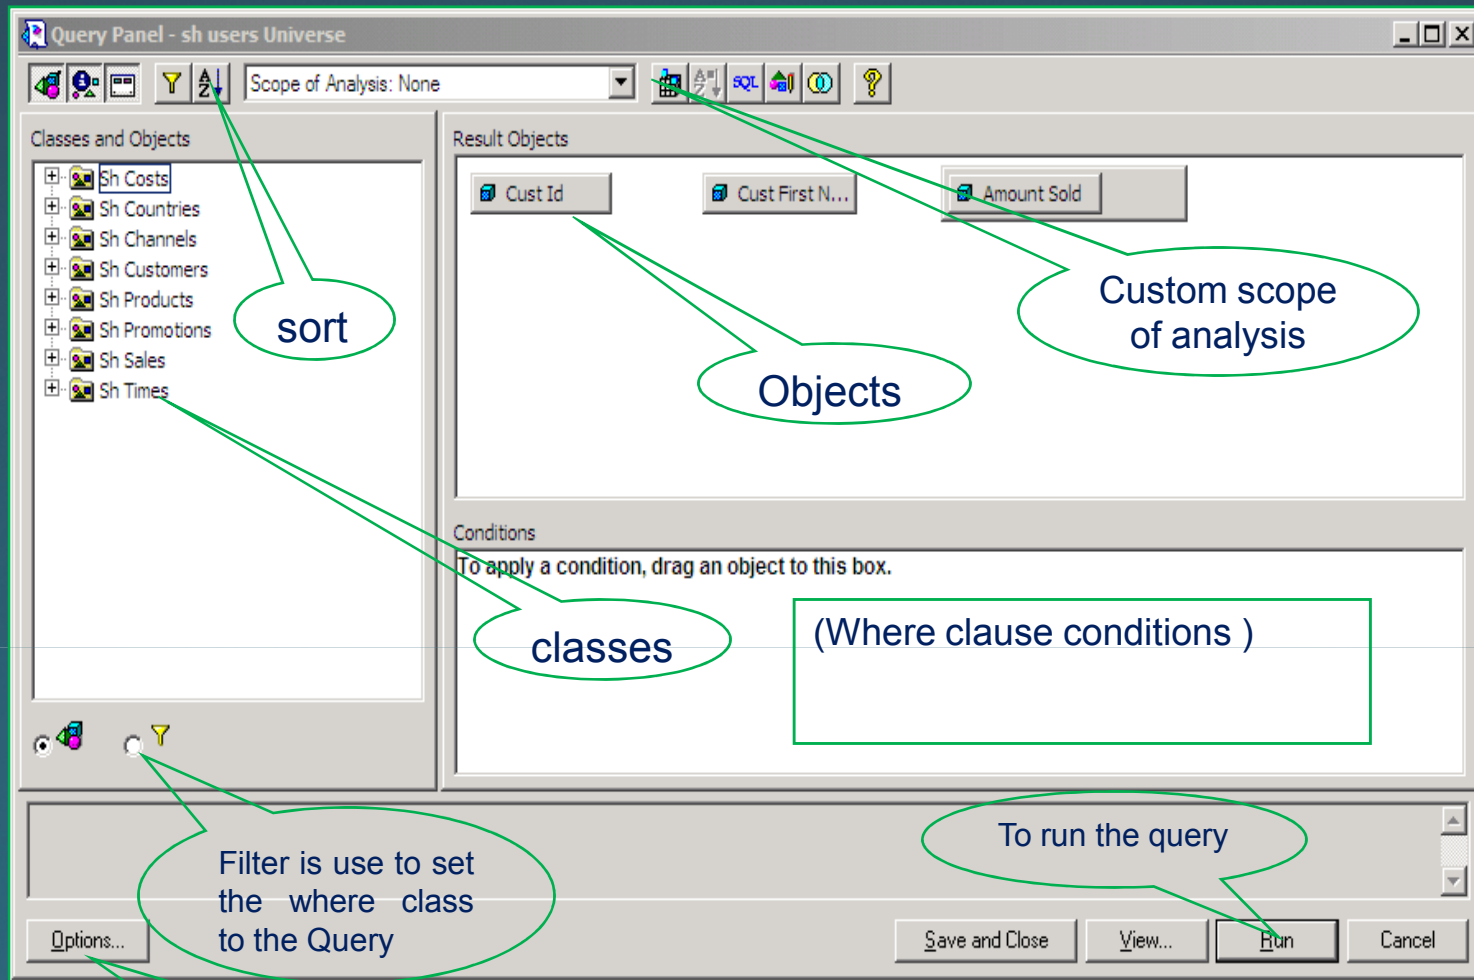 Query Panel - sh users Universe
Scope of Analysis: None
SQL
Classes and Objects
Sh Costs
Sh Countries
Sh Channels
Sh Customers
Sh Products
Sh Promotions
Sh Sales
Sh Times
sort
Result Objects
Cust Id
Cust First N...
Amount Sold
Custom scope
of analysis
Objects
Conditions
To apply a condition, drag an object to this box.
classes
(Where clause conditions )
Filter is use to set
the where class
to the Query
To run the query
Options...
Save and Close
View...
Run
Cancel